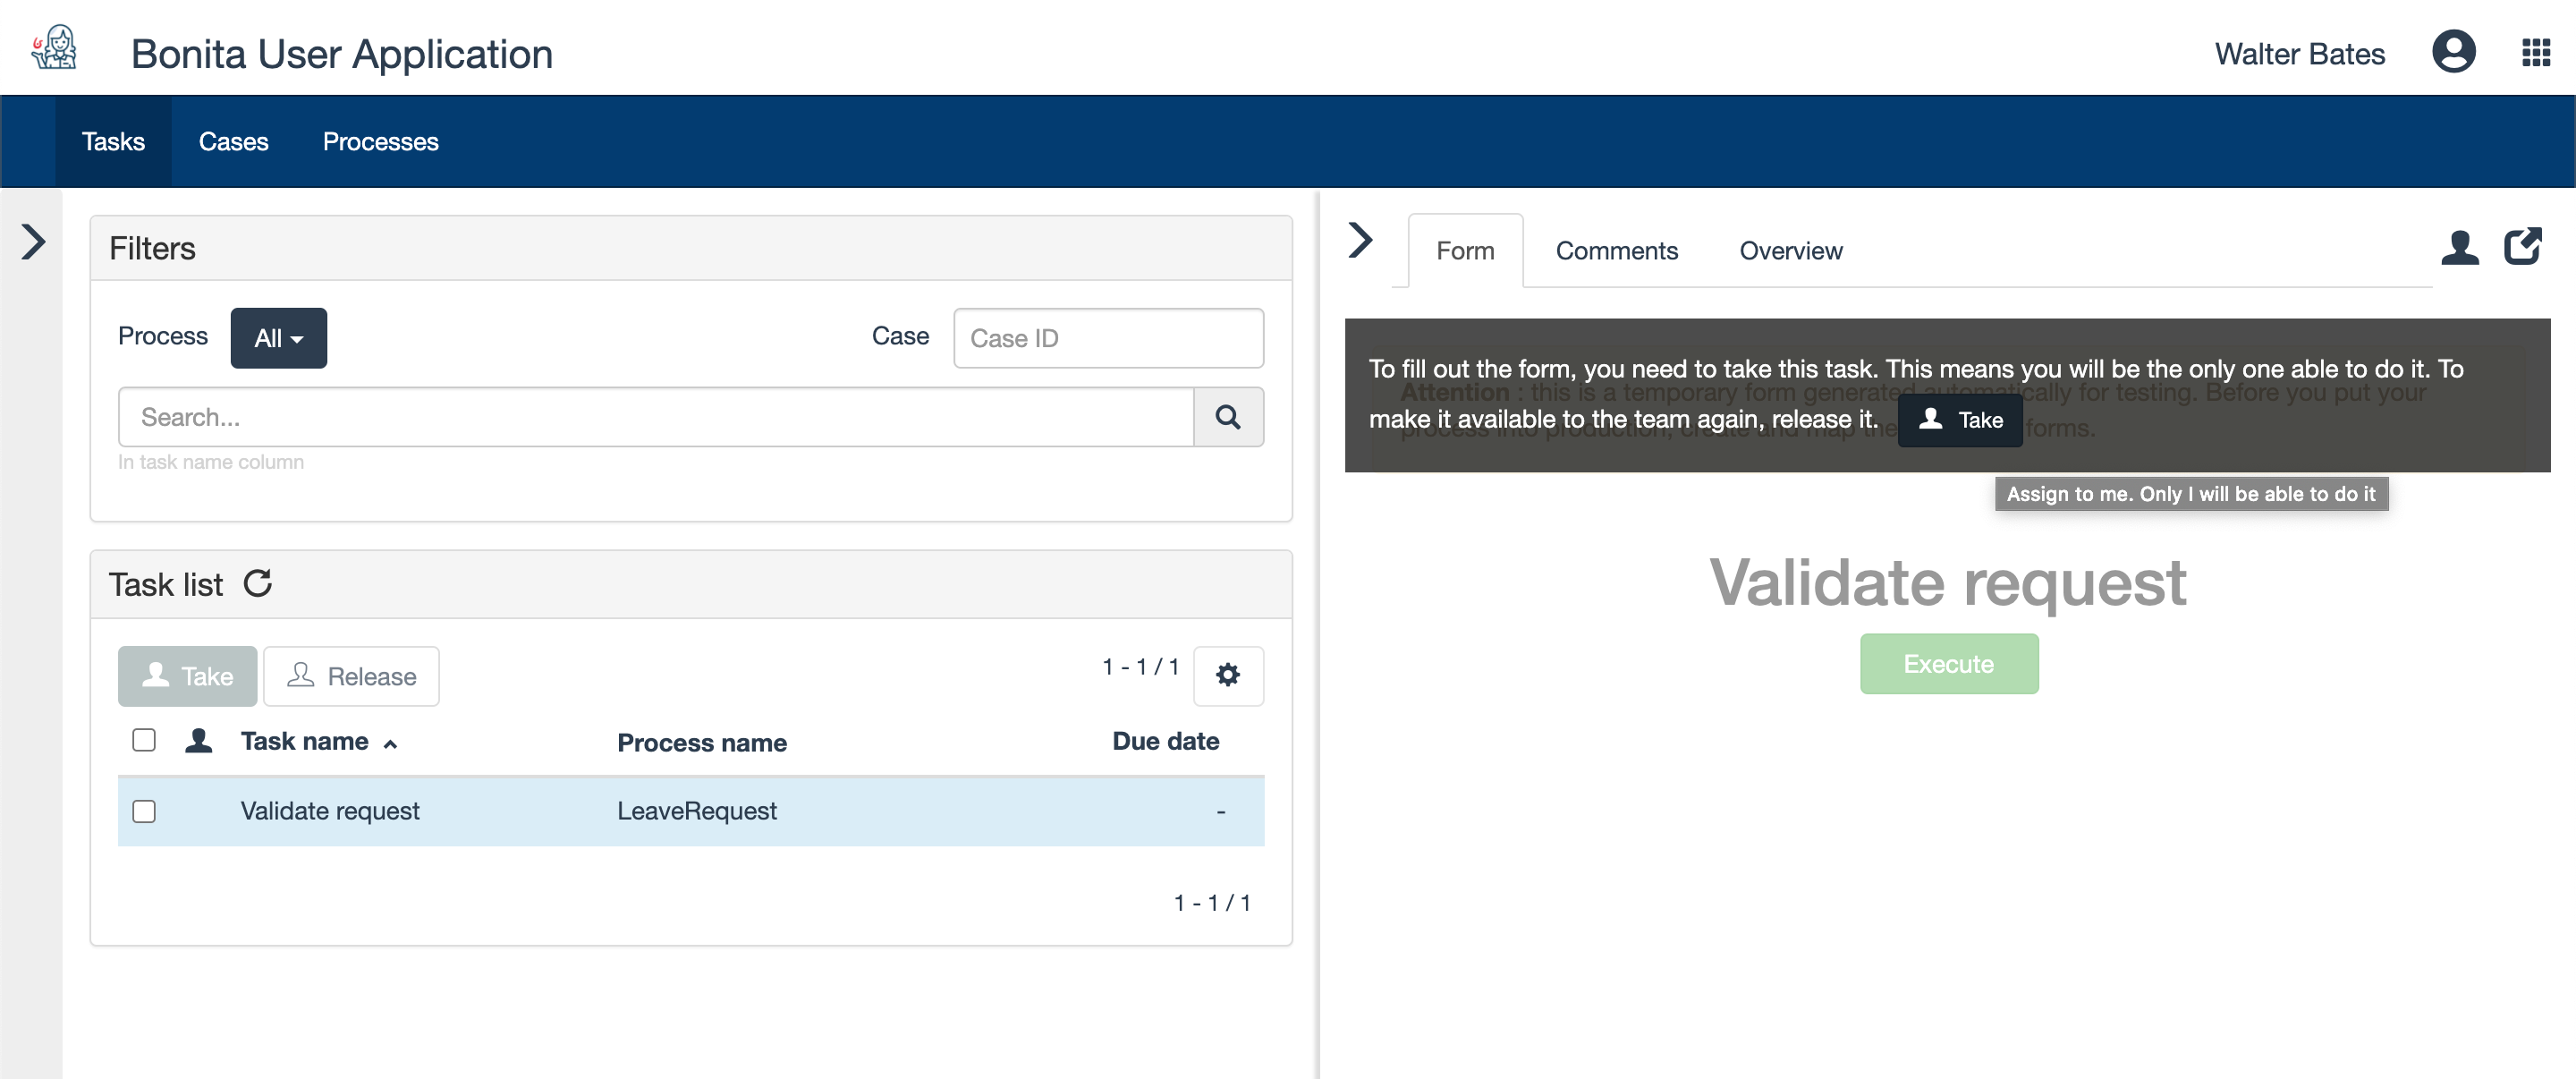 Bonita User Application
Walter Bates
Tasks
Cases
Processes
Filters
Process
All
Case
Case ID
Search...
In task name column
Task list
Take
Release
1 - 1 / 1
Task name
Process name
Due date
Validate request
LeaveRequest
-
1 - 1 / 1
Form
Comments
Overview
To fill out the form, you need to take this task. This means you will be the only one able to do it. To
make it available to the team again, release it.
Take
Attention : this is a temporary form generated automatically for testing. Before you put your
process into production, create and map the forms.
Assign to me. Only I will be able to do it
Validate request
Execute